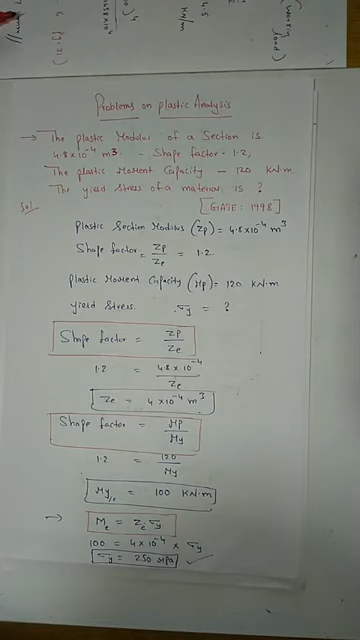 4.5
KN/m
(working
load)
Problems on plastic Analysis
→ The plastic Modulus of a Section is
4.8×10⁻⁴ m3. - Shape factor - 1.2,
The plastic Moment Capacity - 120 KN.m.
The yield Stress of a material is ?
[GATE: 1998]
Sol
plastic Section Modulus (Zp) = 4.8×10⁻⁴ m³
Shape factor = Zp/Ze = 1.2
plastic Moment Capacity (Mp) = 120 KN.m
yield Stress. σy = ?
Shape factor = Zp/Ze
1.2 = 4.8×10⁻⁴/Ze
Ze = 4×10⁻⁴ m³
Shape factor = Mp/My
1.2 = 120/My
My/e = 100 KN.m
→ Me = Ze σy
100 = 4×10⁻⁴ × σy
σy = 250 MPa